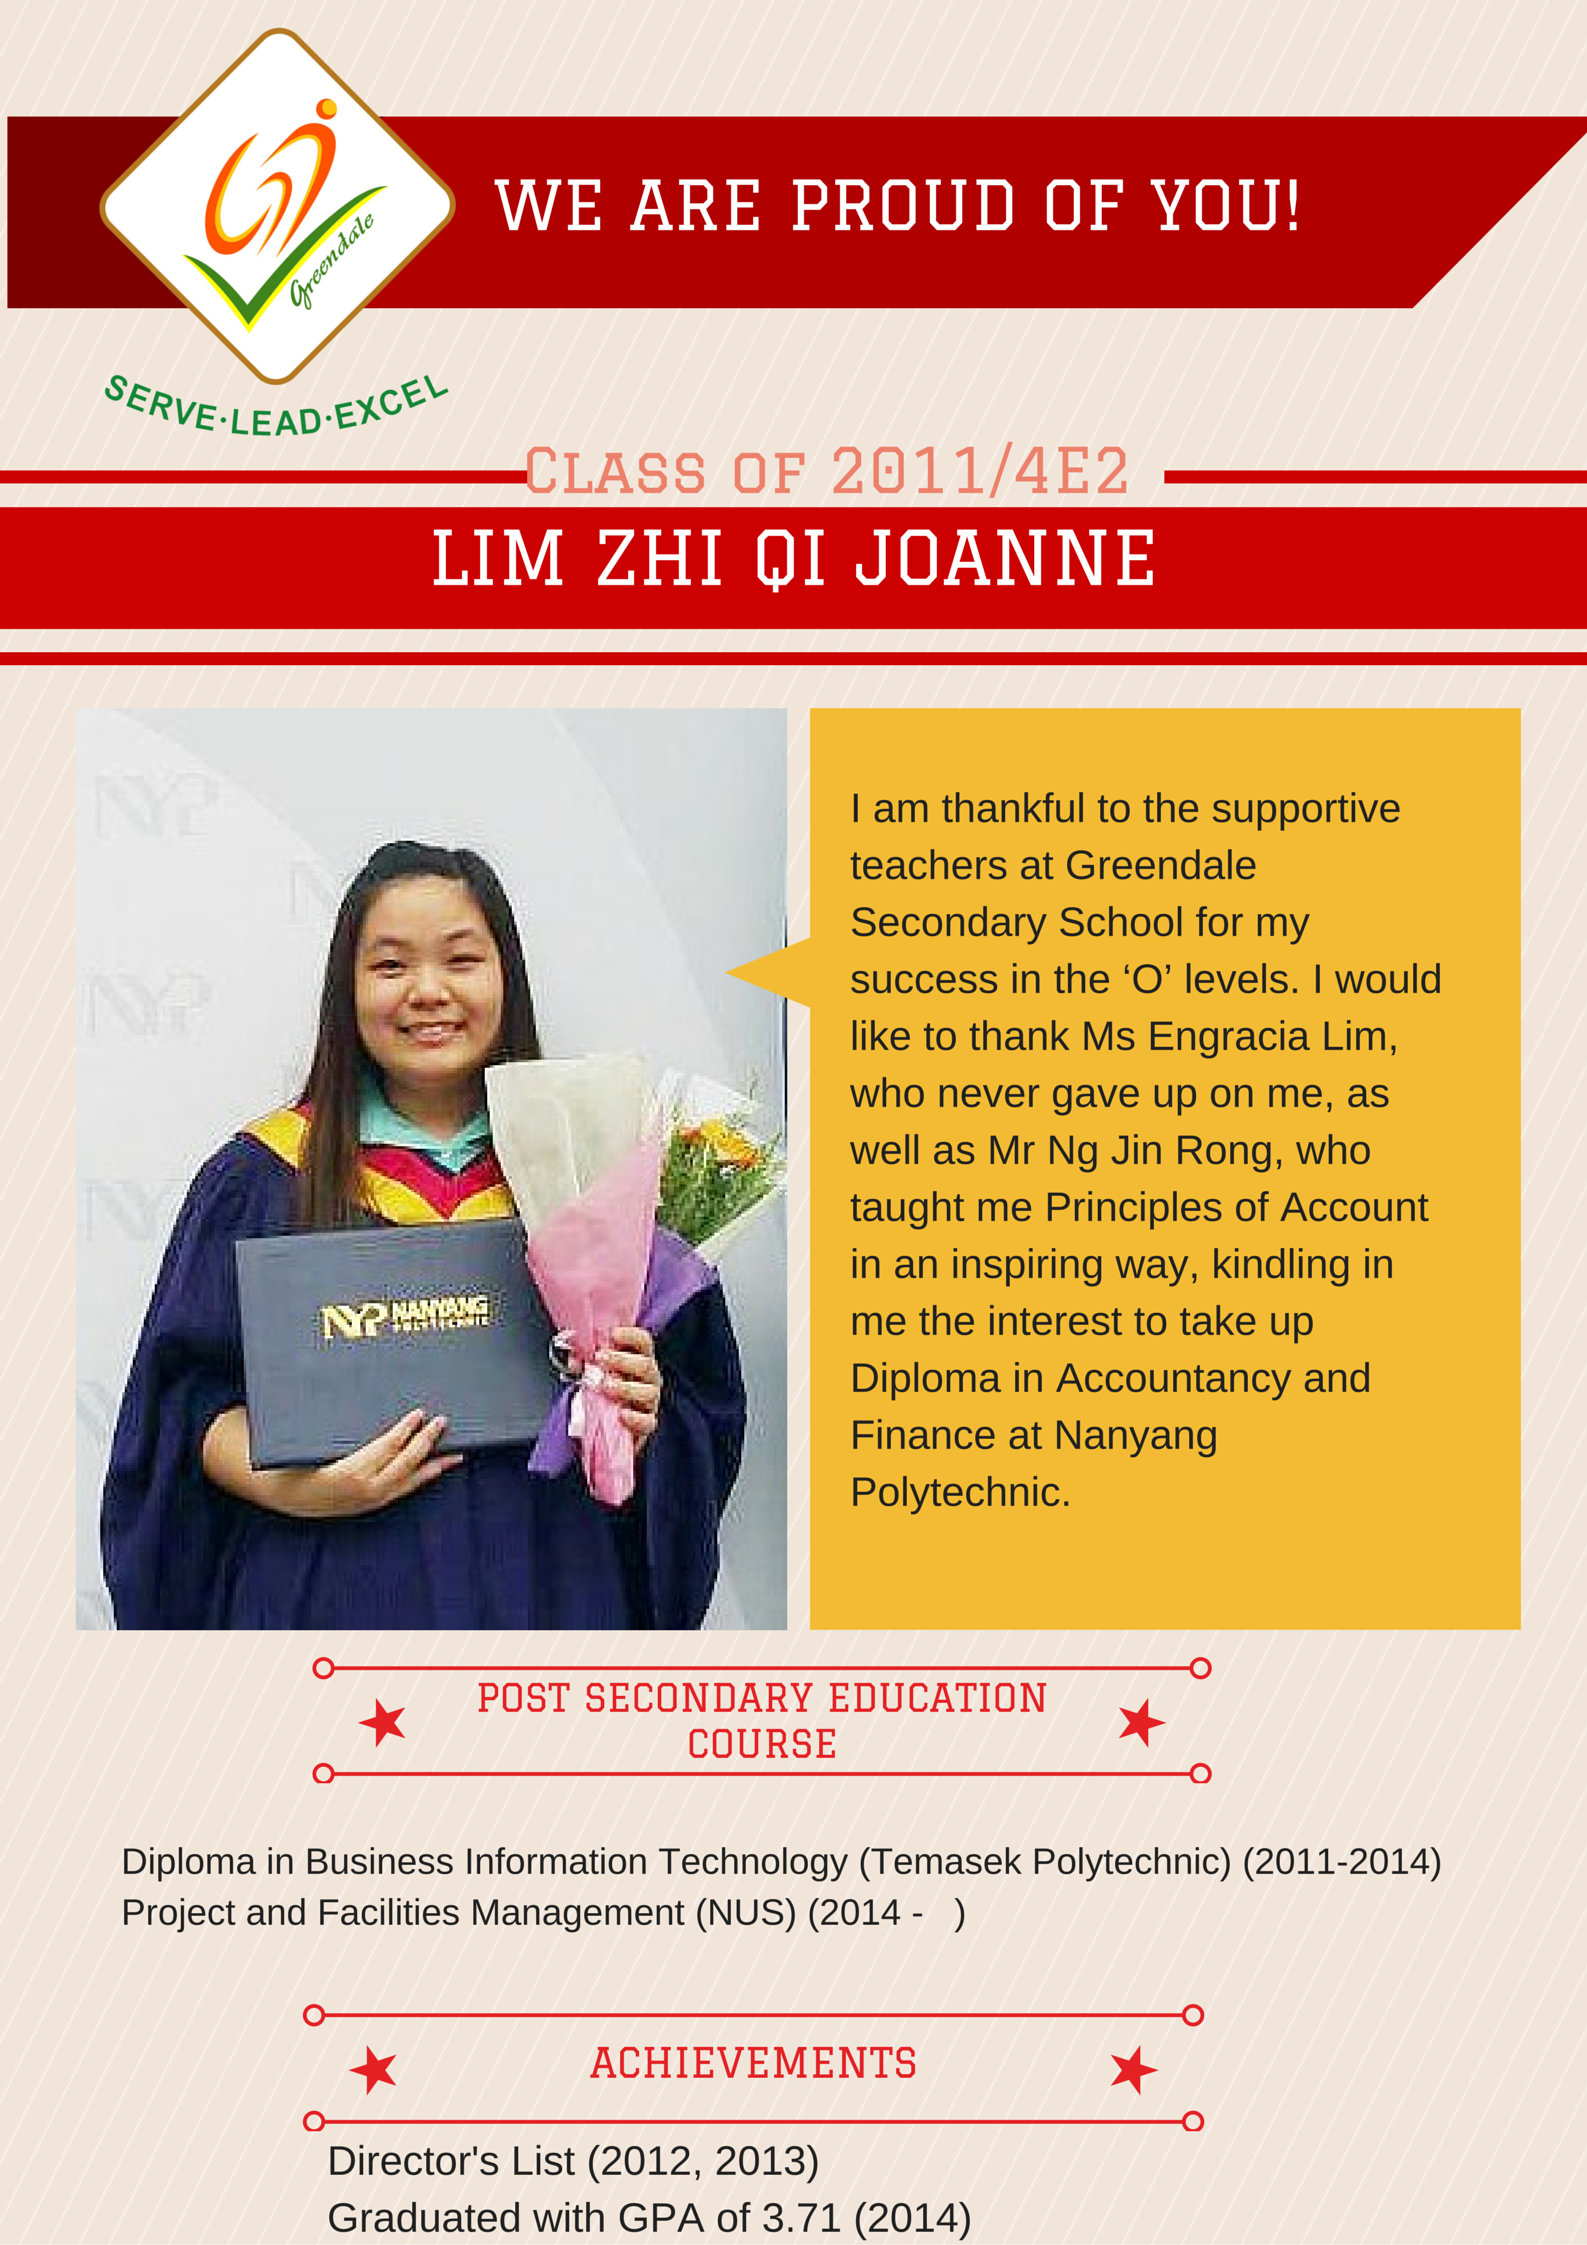 Greendale
SERVE·LEAD·EXCEL
WE ARE PROUD OF YOU!
CLASS OF 2011/4E2
LIM ZHI QI JOANNE
NYP
NYP
NYP
NYP NANYANG
POLYTECHNIC
I am thankful to the supportive
teachers at Greendale
Secondary School for my
success in the ‘O’ levels. I would
like to thank Ms Engracia Lim,
who never gave up on me, as
well as Mr Ng Jin Rong, who
taught me Principles of Account
in an inspiring way, kindling in
me the interest to take up
Diploma in Accountancy and
Finance at Nanyang
Polytechnic.
POST SECONDARY EDUCATION
COURSE
Diploma in Business Information Technology (Temasek Polytechnic) (2011-2014)
Project and Facilities Management (NUS) (2014 -   )
ACHIEVEMENTS
Director's List (2012, 2013)
Graduated with GPA of 3.71 (2014)